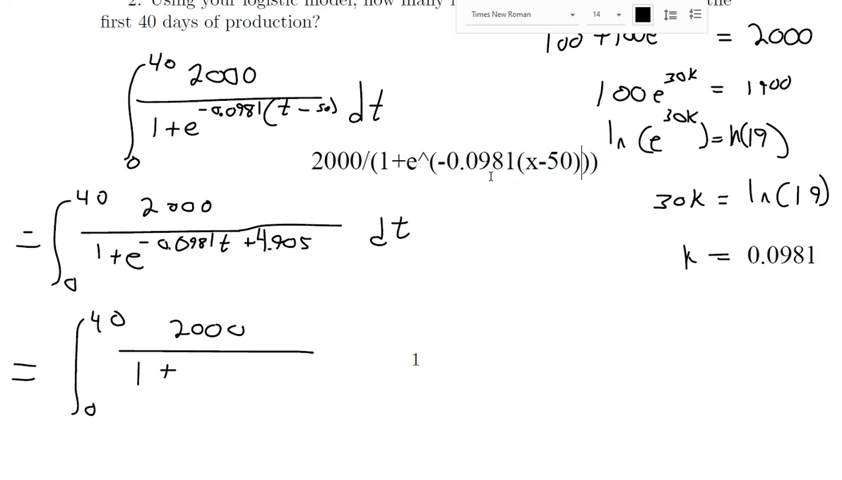 2. Using your logistic model, how many the
first 40 days of production?
Times New Roman 14
100 + 100e = 2000
∫₀⁴⁰ 2000/(1+e^(-0.0981(t-50))) dt
100e^(30k) = 1900
ln(e^(30k)) = ln(19)
2000/(1+e^(-0.0981(x-50)))
30k = ln(19)
= ∫₀⁴⁰ 2000/(1+e^(-0.0981t+4.905)) dt
k = 0.0981
= ∫₀⁴⁰ 2000/(1+
1